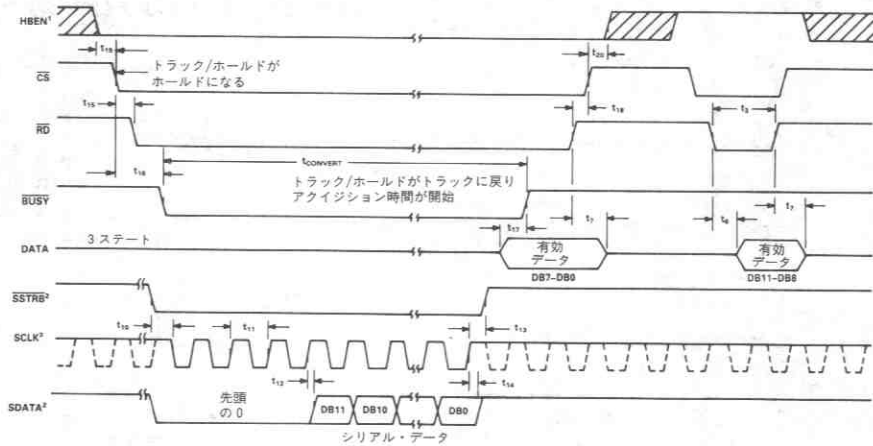 HBEN¹
t₁₉
t₂₀
トラック/ホールドが
ホールドになる
CS
t₁₅
t₁₈
t₃
RD
t₁₆
tCONVERT
トラック/ホールドがトラックに戻り
アクイジション時間が開始
BUSY
t₁₇
t₇
t₆
t₇
3ステート
DATA
有効
データ
DB7–DB0
有効
データ
DB11–DB8
SSTRB²
t₁₀
t₁₁
t₁₃
SCLK²
t₁₂
t₁₄
SDATA²
先頭
の0
DB11
DB10
DB0
シリアル・データ